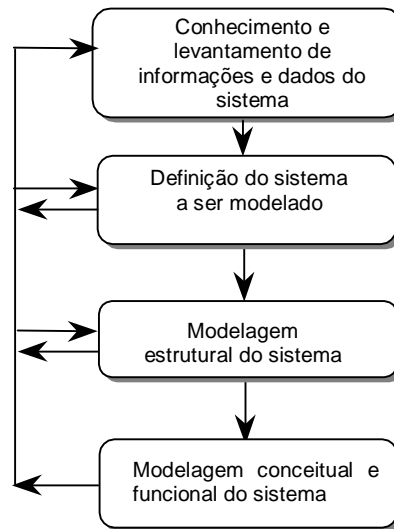 Conhecimento e
levantamento de
informações e dados do
sistema
Definição do sistema
a ser modelado
Modelagem
estrutural do sistema
Modelagem conceitual e
funcional do sistema